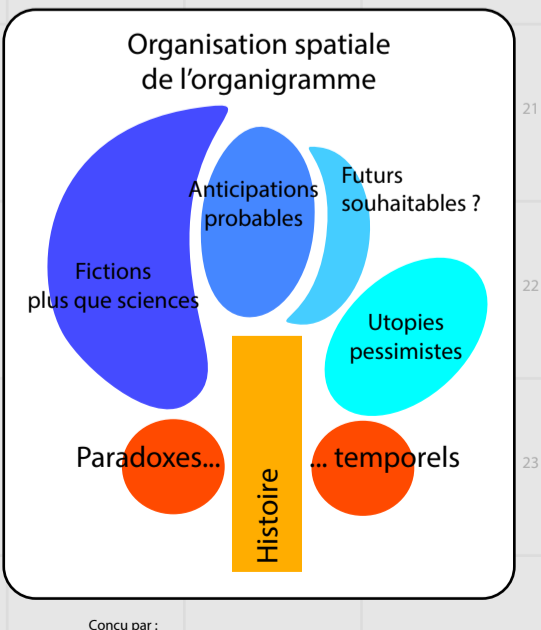 Organisation spatiale
de l’organigramme
21
Anticipations
probables
Futurs
souhaitables ?
Fictions
plus que sciences
22
Utopies
pessimistes
Paradoxes...
... temporels
23
Histoire
Conçu par :